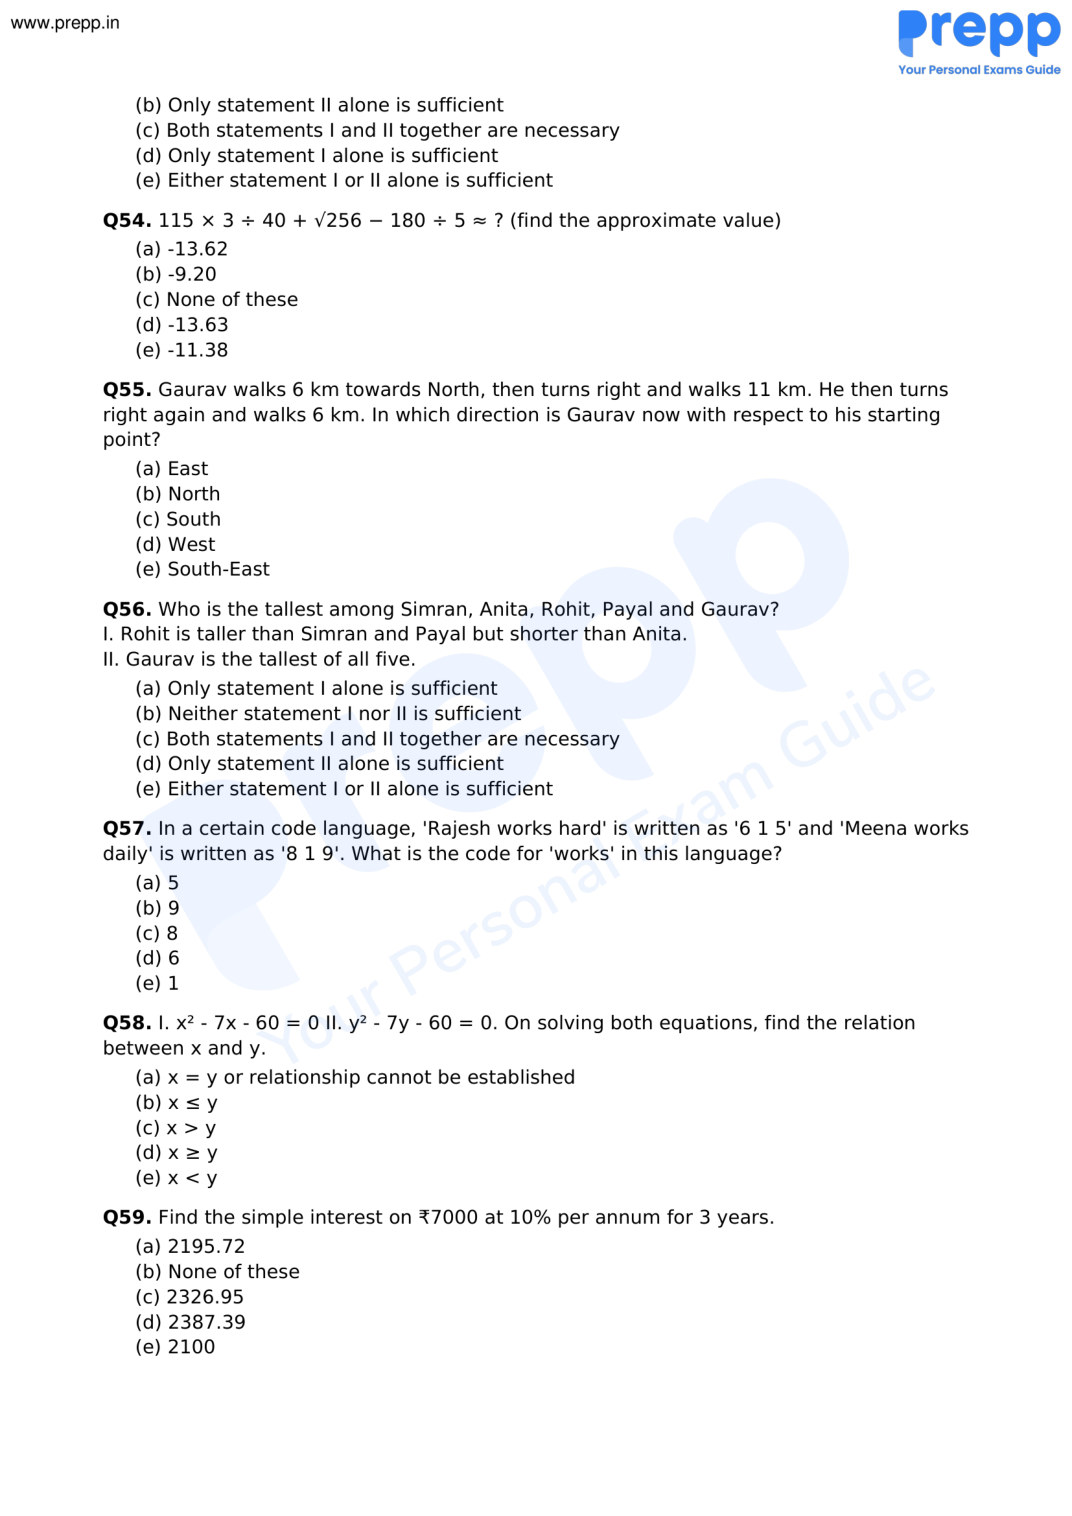 www.prepp.in
Prepp
Your Personal Exams Guide
(b) Only statement II alone is sufficient
(c) Both statements I and II together are necessary
(d) Only statement I alone is sufficient
(e) Either statement I or II alone is sufficient
Q54. 115 × 3 ÷ 40 + √256 − 180 ÷ 5 ≈ ? (find the approximate value)
(a) -13.62
(b) -9.20
(c) None of these
(d) -13.63
(e) -11.38
Q55. Gaurav walks 6 km towards North, then turns right and walks 11 km. He then turns
right again and walks 6 km. In which direction is Gaurav now with respect to his starting
point?
(a) East
(b) North
(c) South
(d) West
(e) South-East
Q56. Who is the tallest among Simran, Anita, Rohit, Payal and Gaurav?
I. Rohit is taller than Simran and Payal but shorter than Anita.
II. Gaurav is the tallest of all five.
(a) Only statement I alone is sufficient
(b) Neither statement I nor II is sufficient
(c) Both statements I and II together are necessary
(d) Only statement II alone is sufficient
(e) Either statement I or II alone is sufficient
Q57. In a certain code language, 'Rajesh works hard' is written as '6 1 5' and 'Meena works
daily' is written as '8 1 9'. What is the code for 'works' in this language?
(a) 5
(b) 9
(c) 8
(d) 6
(e) 1
Q58. I. x² - 7x - 60 = 0 II. y² - 7y - 60 = 0. On solving both equations, find the relation
between x and y.
(a) x = y or relationship cannot be established
(b) x ≤ y
(c) x > y
(d) x ≥ y
(e) x < y
Q59. Find the simple interest on ₹7000 at 10% per annum for 3 years.
(a) 2195.72
(b) None of these
(c) 2326.95
(d) 2387.39
(e) 2100
prepp
Your Personal Exam Guide